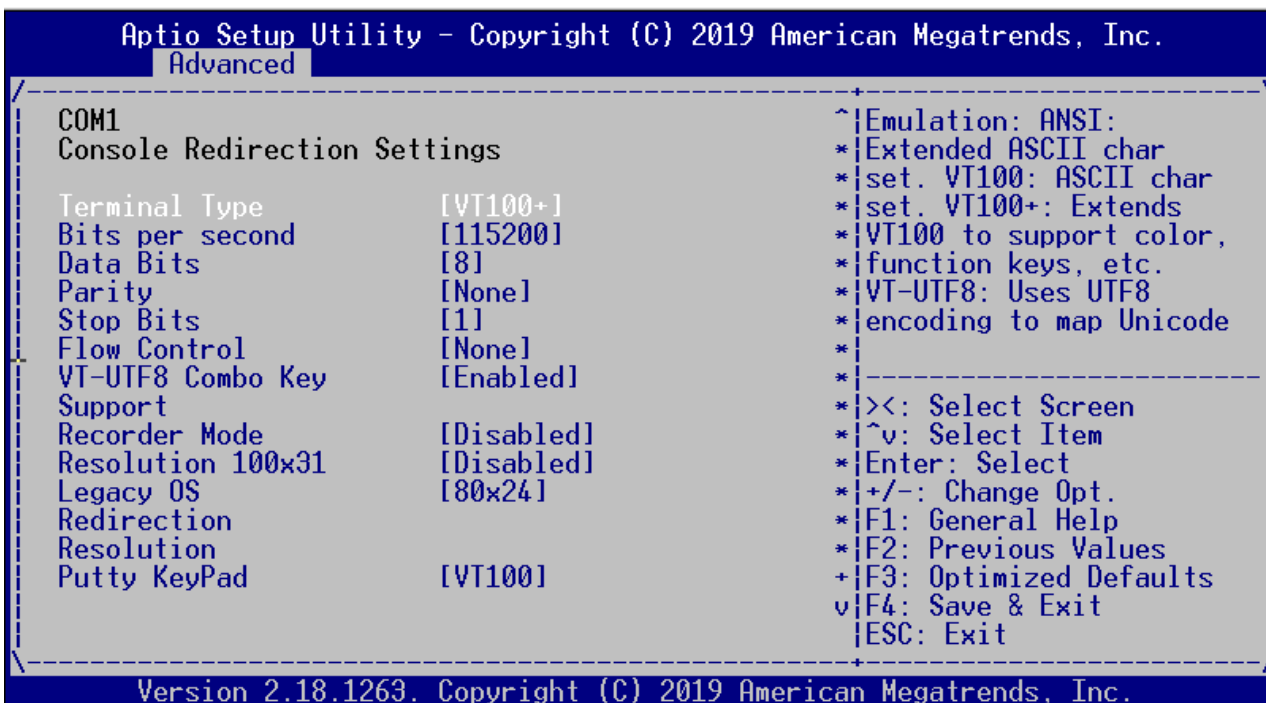 Aptio Setup Utility - Copyright (C) 2019 American Megatrends, Inc.
Advanced
COM1
Console Redirection Settings
Terminal Type [VT100+]
Bits per second [115200]
Data Bits [8]
Parity [None]
Stop Bits [1]
Flow Control [None]
VT-UTF8 Combo Key [Enabled]
Support
Recorder Mode [Disabled]
Resolution 100x31 [Disabled]
Legacy OS [80x24]
Redirection
Resolution
Putty KeyPad [VT100]
Emulation: ANSI:
Extended ASCII char
set. VT100: ASCII char
set. VT100+: Extends
VT100 to support color,
function keys, etc.
VT-UTF8: Uses UTF8
encoding to map Unicode
><: Select Screen
^v: Select Item
Enter: Select
+/-: Change Opt.
F1: General Help
F2: Previous Values
F3: Optimized Defaults
F4: Save & Exit
ESC: Exit
Version 2.18.1263. Copyright (C) 2019 American Megatrends, Inc.